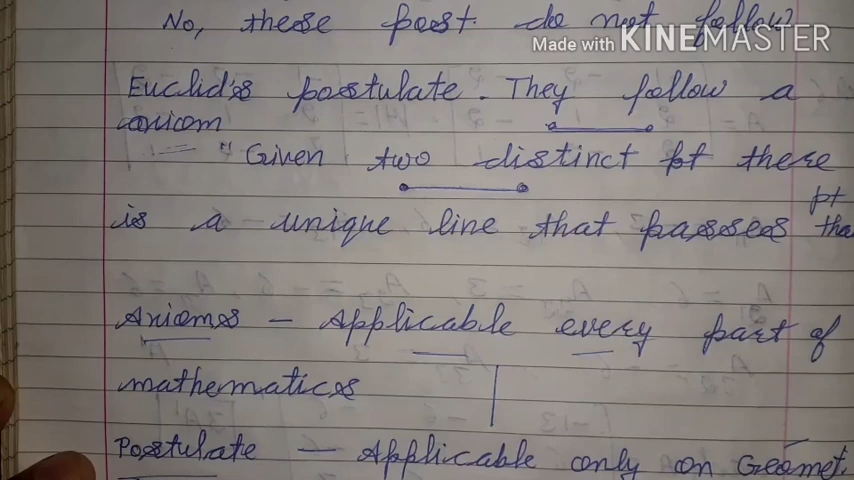 No, these post. do not follow
Made with KINEMASTER
Euclid's postulate. They follow a
axiom
"Given two distinct pt there
is a unique line that passes
pt
Axioms - Applicable every part of
mathematics
Postulate - Applicable only on Geomet.